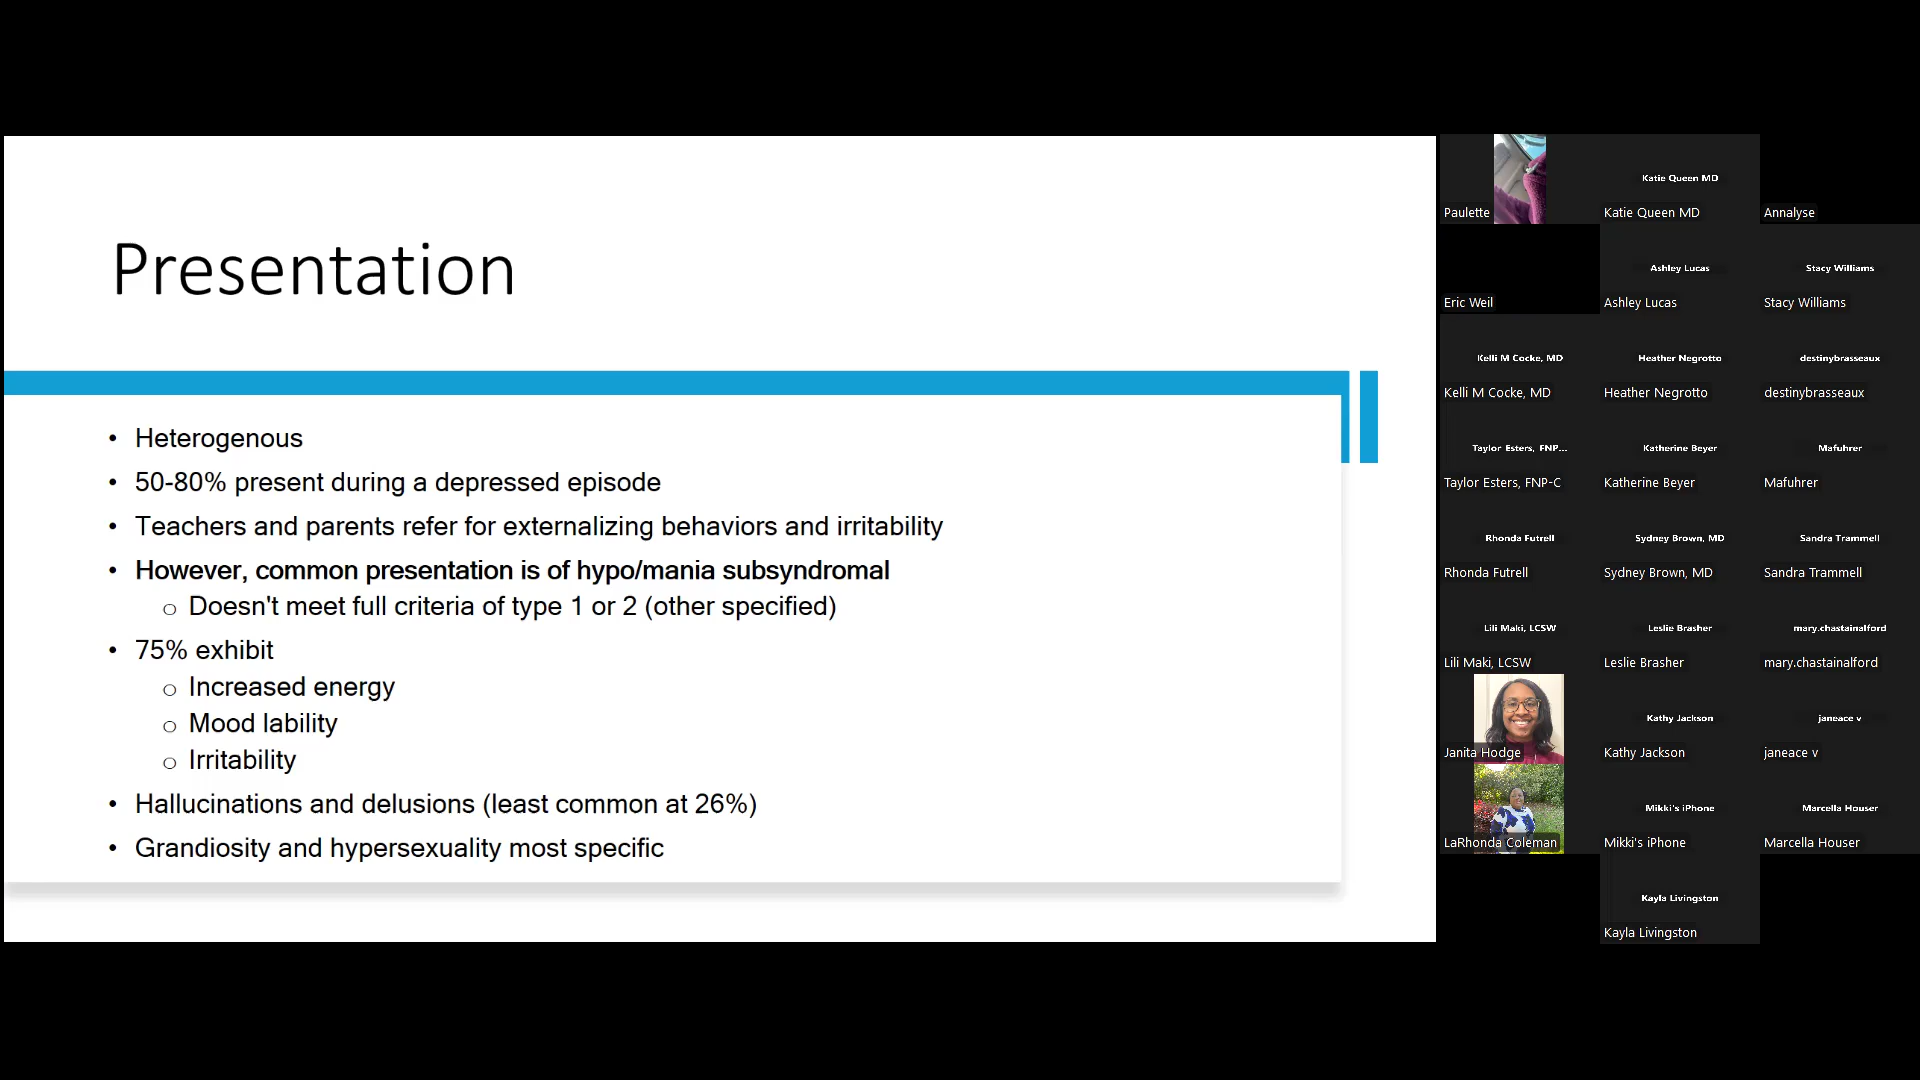 Presentation
• Heterogenous
• 50-80% present during a depressed episode
• Teachers and parents refer for externalizing behaviors and irritability
• However, common presentation is of hypo/mania subsyndromal
o Doesn't meet full criteria of type 1 or 2 (other specified)
• 75% exhibit
o Increased energy
o Mood lability
o Irritability
• Hallucinations and delusions (least common at 26%)
• Grandiosity and hypersexuality most specific
Paulette
Katie Queen MD
Katie Queen MD
Annalyse
Eric Weil
Ashley Lucas
Ashley Lucas
Stacy Williams
Stacy Williams
Kelli M Cocke, MD
Kelli M Cocke, MD
Heather Negrotto
Heather Negrotto
destinybrasseaux
destinybrasseaux
Taylor Esters, FNP...
Taylor Esters, FNP-C
Katherine Beyer
Katherine Beyer
Mafuhrer
Mafuhrer
Rhonda Futrell
Rhonda Futrell
Sydney Brown, MD
Sydney Brown, MD
Sandra Trammell
Sandra Trammell
Lili Maki, LCSW
Lili Maki, LCSW
Leslie Brasher
Leslie Brasher
mary.chastainalford
mary.chastainalford
Janita Hodge
Kathy Jackson
Kathy Jackson
janeace v
janeace v
LaRhonda Coleman
Mikki's iPhone
Mikki's iPhone
Marcella Houser
Marcella Houser
Kayla Livingston
Kayla Livingston